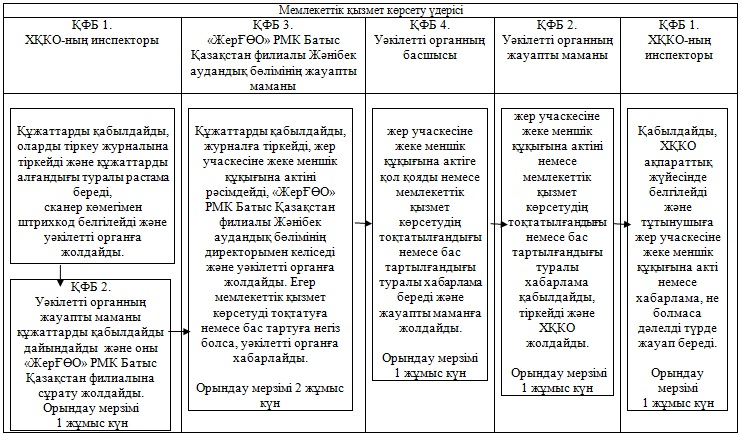 Мемлекеттік қызмет көрсету үдерісі
ҚФБ 1.
ХҚКО-ның инспекторы
ҚФБ 3.
«ЖерҒӨО» РМК Батыс
Қазақстан филиалы Жәнібек
аудандық бөлімінің жауапты
маманы
ҚФБ 4.
Уәкілетті органның
басшысы
ҚФБ 2.
Уәкілетті органның
жауапты маманы
ҚФБ 1.
ХҚКО-ның
инспекторы
Құжаттарды қабылдайды,
оларды тіркеу журналына
тіркейді және құжаттарды
алғандығы туралы растама
береді,
сканер көмегімен
штрихкод белгілейді және
уәкілетті органға
жолдайды.
ҚФБ 2.
Уәкілетті органның
жауапты маманы
құжаттарды қабылдайды
дайындайды және оны
«ЖерҒӨО» РМК Батыс
Қазақстан филиалына
сұрату жолдайды.
Орындау мерзімі
1 жұмыс күн
Құжаттарды қабылдайды,
журналға тіркейді, жер
учаскесіне жеке меншік
құқығына актіні
рәсімдейді, «ЖерҒӨО»
РМК Батыс Қазақстан
филиалы Жәнібек
аудандық бөлімінің
директорымен келіседі
және уәкілетті органға
жолдайды. Егер
мемлекеттік қызмет
көрсетуді тоқтатуға
немесе бас тартуға негіз
болса, уәкілетті органға
хабарлайды.
Орындау мерзімі 2 жұмыс
күн
жер учаскесіне
жеке меншік
құқығына актіге
қол қояды немесе
мемлекеттік
қызмет
көрсетудің
тоқтатылғандығы
немесе бас
тартылғандығы
туралы хабарлама
береді және
жауапты маманға
жолдайды.
Орындау мерзімі
1 жұмыс күн
жер учаскесіне
жеке меншік
құқығына актіні
немесе
мемлекеттік
қызмет
көрсетудің
тоқтатылғандығы
немесе бас
тартылғандығы
туралы
хабарлама
қабылдайды,
тіркейді және
ХҚКО
жолдайды.
Орындау мерзімі
1 жұмыс күн
Қабылдайды,
ХҚКО
ақпараттық
жүйесінде
белгілейді
және
тұтынушыға
жер учаскесіне
жеке меншік
құқығына акті
немесе
хабарлама, не
болмаса
дәлелді түрде
жауап береді.
Орындау
мерзімі
1 жұмыс күн